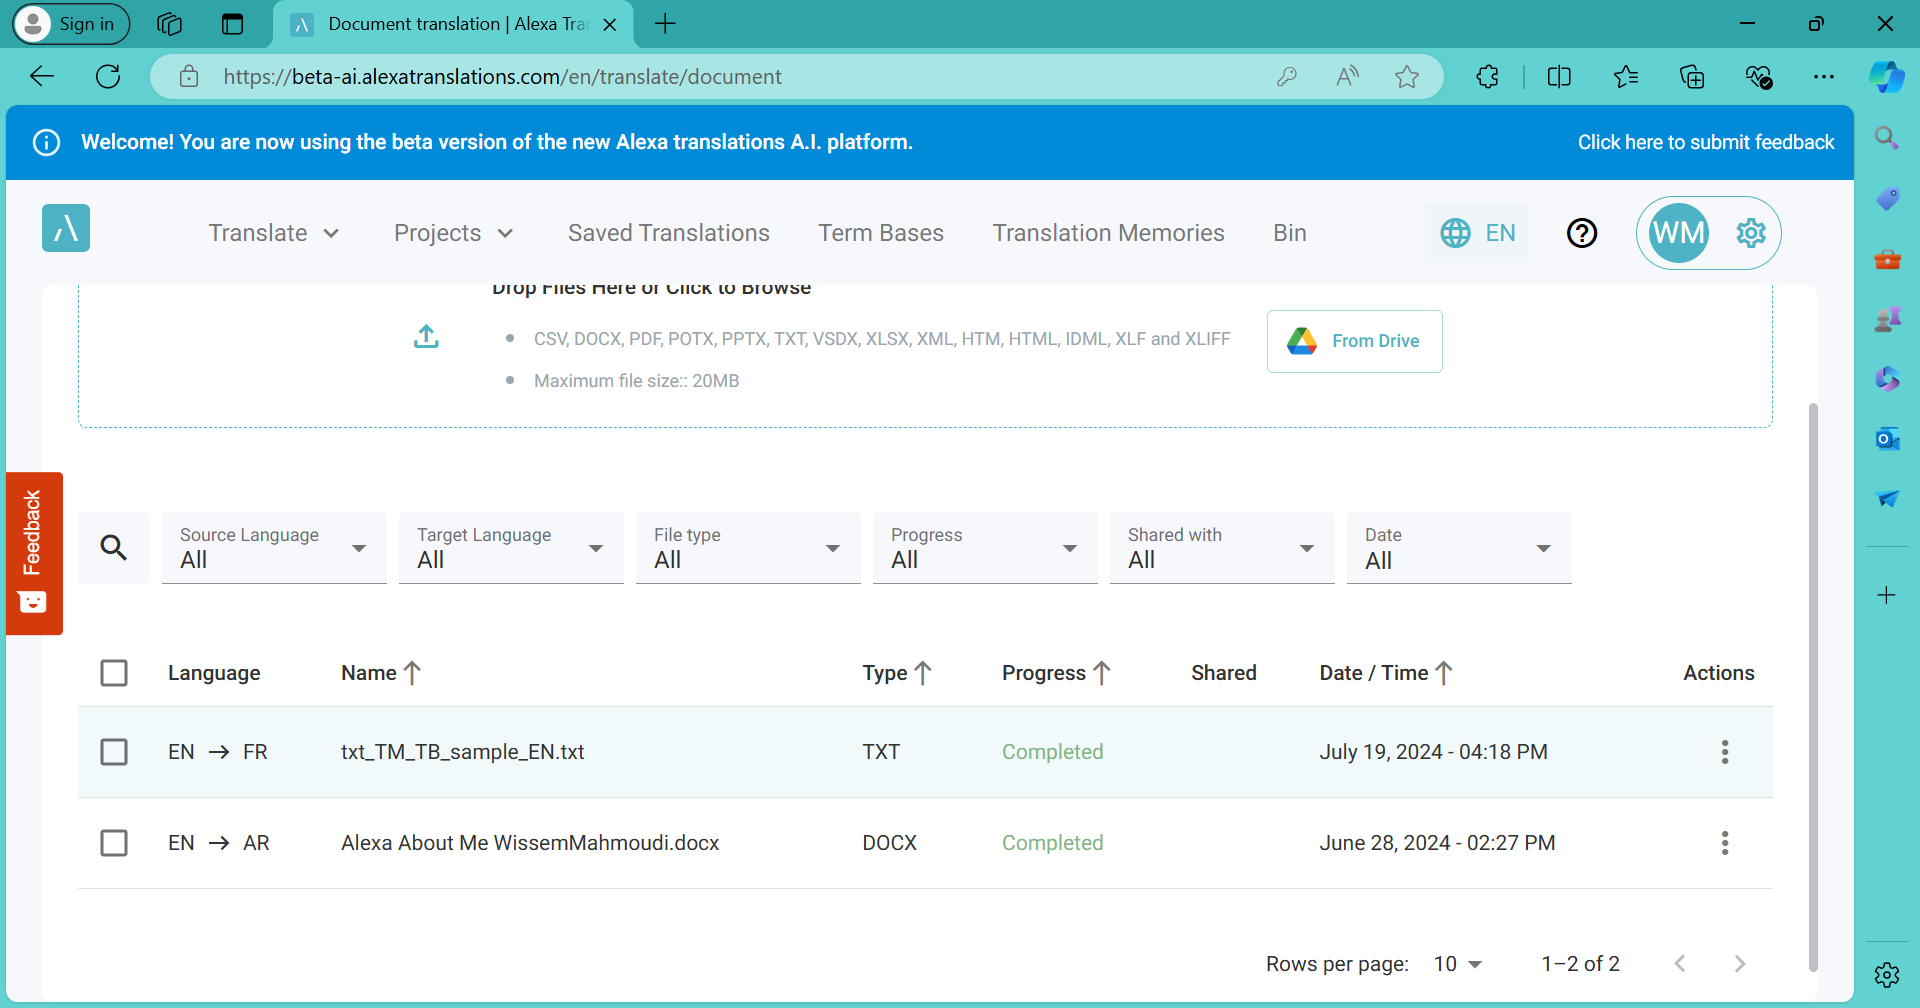 Sign in
Document translation | Alexa Tra
https://beta-ai.alexatranslations.com/en/translate/document
Welcome! You are now using the beta version of the new Alexa translations A.I. platform.
Click here to submit feedback
Translate
Projects
Saved Translations
Term Bases
Translation Memories
Bin
EN
WM
Drop Files Here or Click to Browse
CSV, DOCX, PDF, POTX, PPTX, TXT, VSDX, XLSX, XML, HTM, HTML, IDML, XLF and XLIFF
Maximum file size:: 20MB
From Drive
Feedback
Source Language
All
Target Language
All
File type
All
Progress
All
Shared with
All
Date
All
Language Name Type Progress Shared Date / Time Actions
EN → FR txt_TM_TB_sample_EN.txt TXT Completed July 19, 2024 - 04:18 PM
EN → AR Alexa About Me WissemMahmoudi.docx DOCX Completed June 28, 2024 - 02:27 PM
Rows per page: 10 1–2 of 2